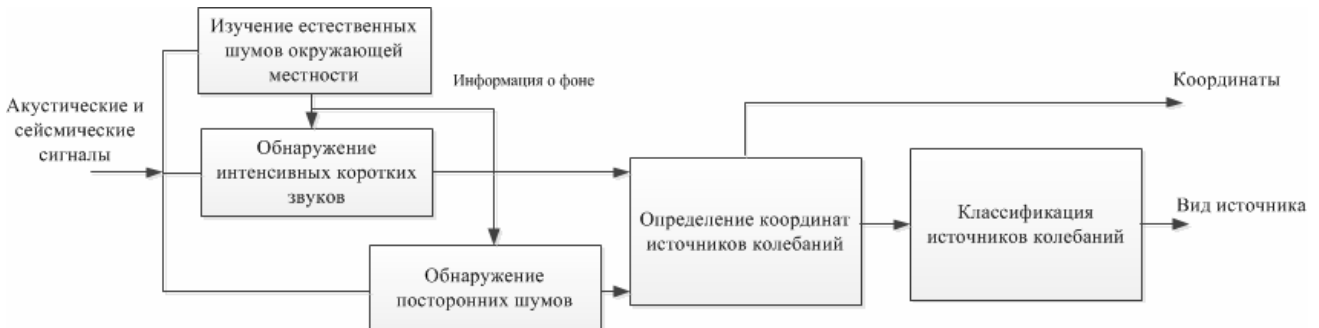 Изучение естественных
шумов окружающей
местности
Информация о фоне
Координаты
Акустические и
сейсмические
сигналы
Обнаружение
интенсивных коротких
звуков
Определение координат
источников колебаний
Классификация
источников колебаний
Вид источника
Обнаружение
посторонних шумов